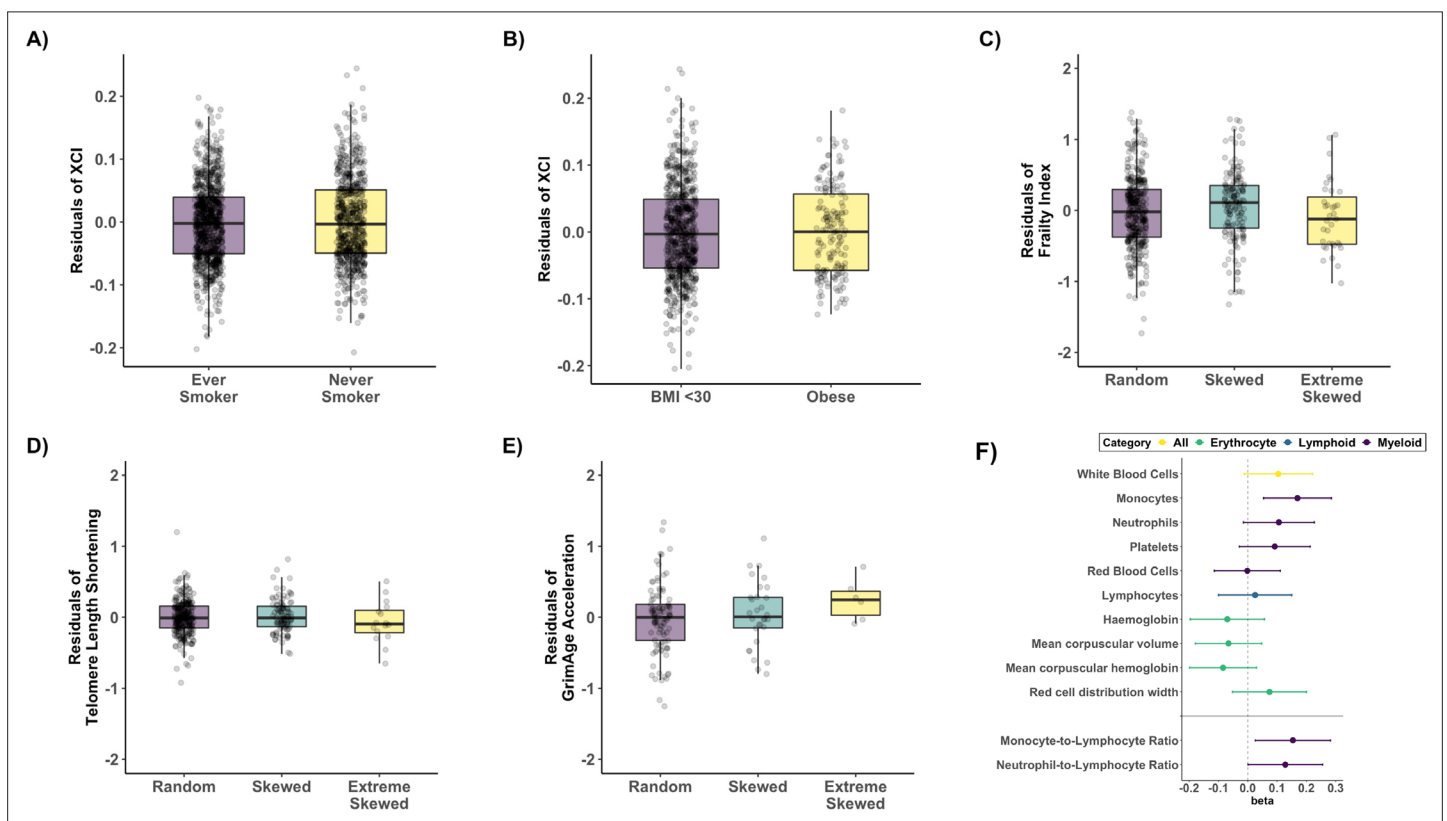 A)
Residuals of XCI
0.2
0.1
0.0
-0.1
-0.2
Ever
Smoker
Never
Smoker
B)
Residuals of XCI
0.2
0.1
0.0
-0.1
-0.2
BMI <30
Obese
C)
Residuals of
Frailty Index
2
1
0
-1
-2
Random
Skewed
Extreme
Skewed
D)
Residuals of
Telomere Length Shortening
2
1
0
-1
-2
Random
Skewed
Extreme
Skewed
E)
Residuals of
GrimAge Acceleration
2
1
0
-1
-2
Random
Skewed
Extreme
Skewed
F)
Category All Erythrocyte Lymphoid Myeloid
White Blood Cells
Monocytes
Neutrophils
Platelets
Red Blood Cells
Lymphocytes
Haemoglobin
Mean corpuscular volume
Mean corpuscular hemoglobin
Red cell distribution width
Monocyte-to-Lymphocyte Ratio
Neutrophil-to-Lymphocyte Ratio
-0.2 -0.1 0.0 0.1 0.2 0.3
beta